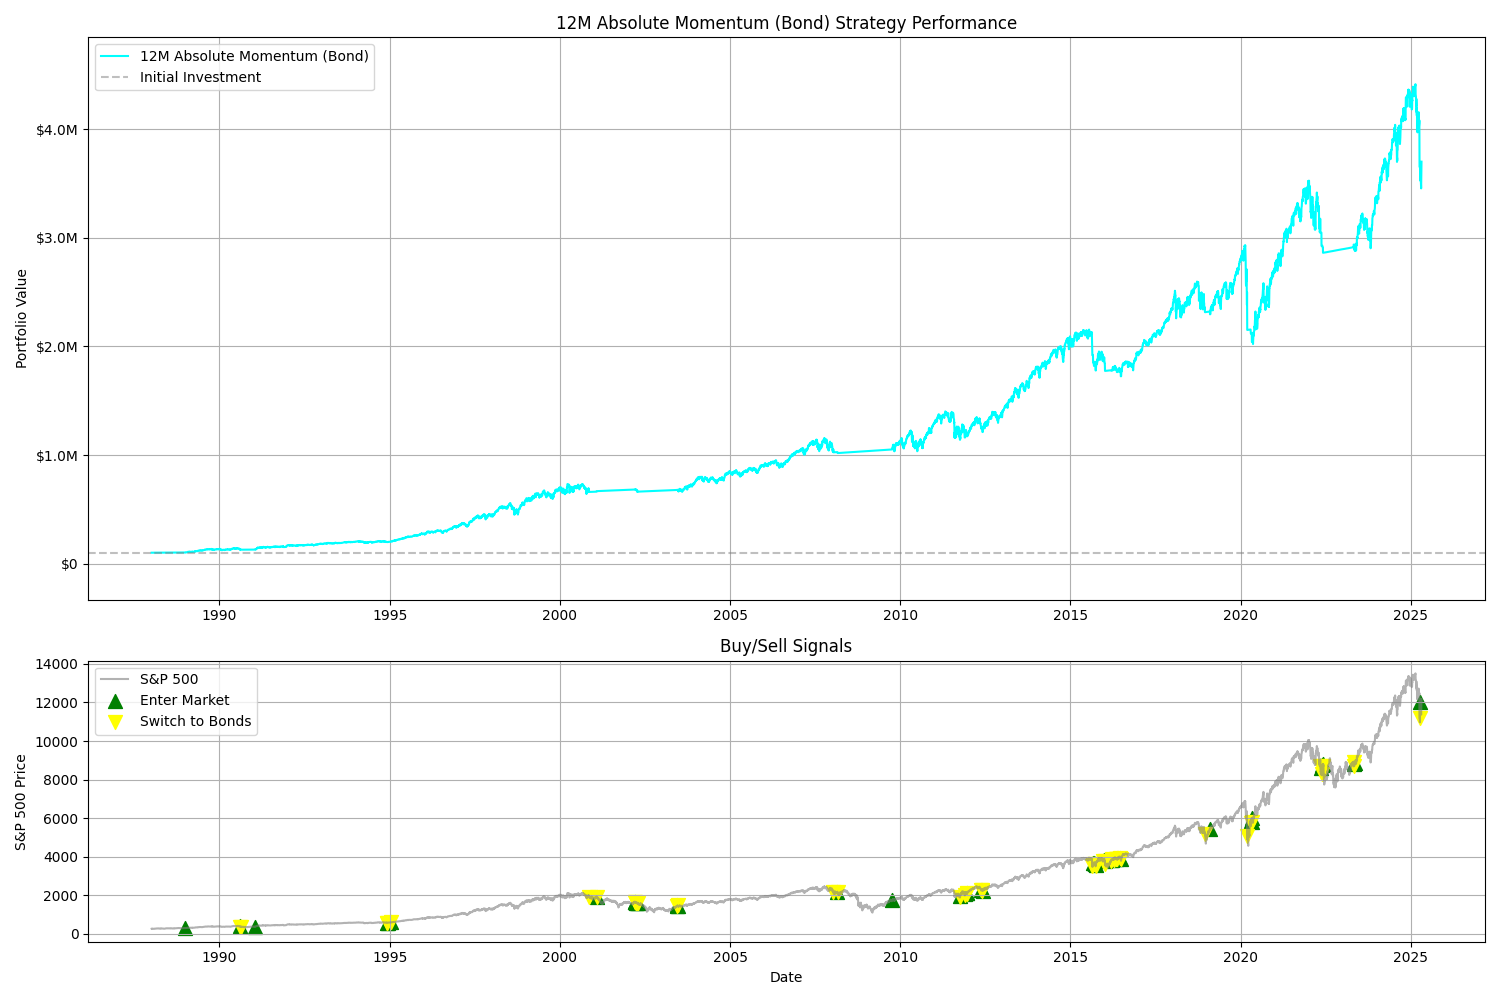 12M Absolute Momentum (Bond) Strategy Performance
12M Absolute Momentum (Bond)
Initial Investment
Portfolio Value
$4.0M
$3.0M
$2.0M
$1.0M
$0
1990 1995 2000 2005 2010 2015 2020 2025
Buy/Sell Signals
S&P 500
Enter Market
Switch to Bonds
S&P 500 Price
14000
12000
10000
8000
6000
4000
2000
0
1990 1995 2000 2005 2010 2015 2020 2025
Date